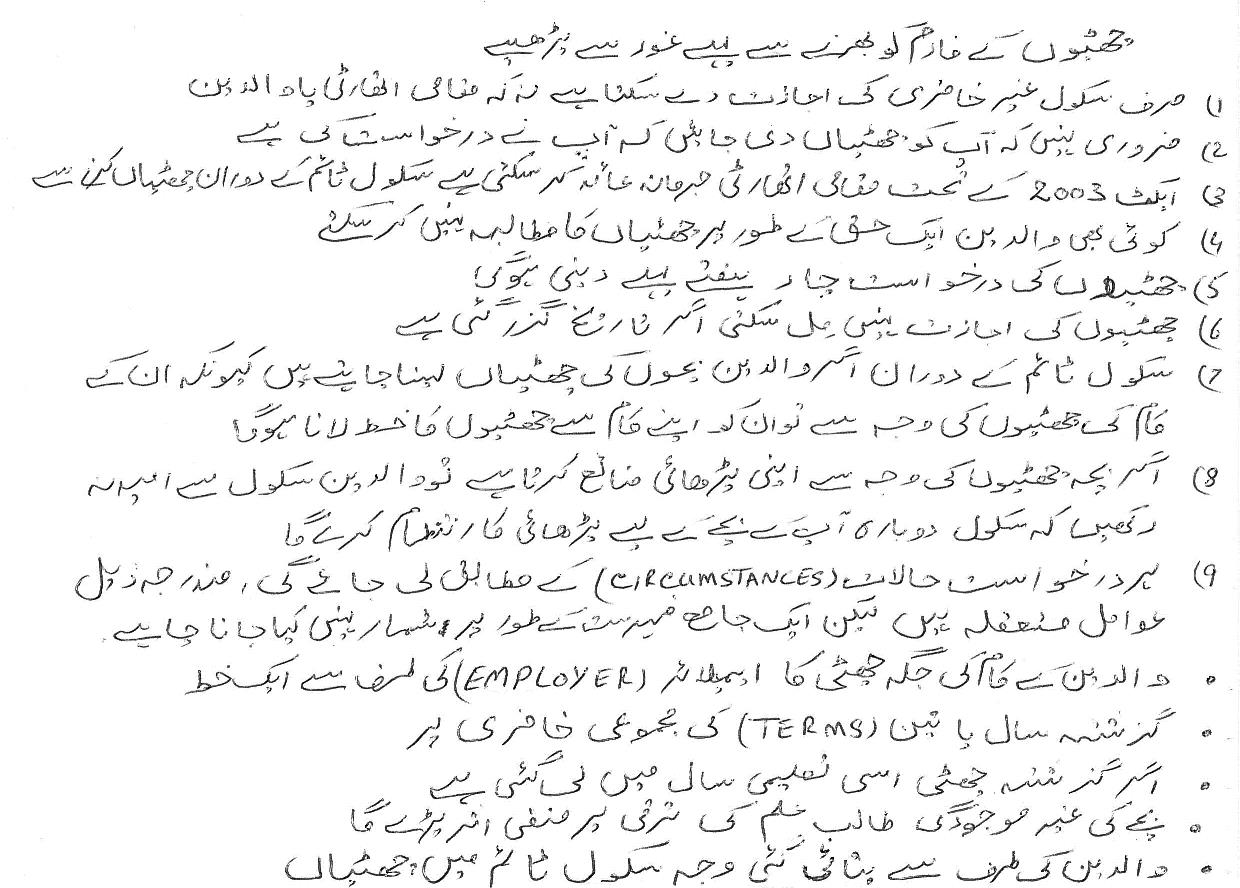 چھٹیوں کے فارم کو بھرنے سے پہلے غور سے پڑھیے
1) صرف سکول غیر حاضری کی اجازت دے سکتا ہے نہ کہ مقامی اتھارٹی یا والدین
2) ضروری نہیں کہ آپ کو چھٹیاں دی جائیں کہ آپ نے درخواست کی ہے
3) ایکٹ 2003 کے تحت مقامی اتھارٹی جرمانہ عائد کر سکتی ہے سکول ٹائم کے دوران چھٹیاں کرنے سے
4) کوئی بھی والدین ایک حق کے طور پر چھٹیاں کا مطالبہ نہیں کر سکتے
5) چھٹیوں کی درخواست چار ہفتے پہلے دینی ہوگی
6) چھٹیوں کی اجازت نہیں مل سکتی اگر تاریخ گزر گئی ہے
7) سکول ٹائم کے دوران اگر والدین بچوں کی چھٹیاں لینا چاہتے ہیں کیونکہ ان کے
کام کی چھٹیوں کی وجہ سے توان کو اپنے کام سے چھٹیوں کا خط لانا ہوگا
8) اگر بچہ چھٹیوں کی وجہ سے اپنی پڑھائی ضائع کرتا ہے تو والدین سکول سے امید نہ
رکھیں کہ سکول دوبارہ آپ کے بچے کے لیے پڑھائی کا انتظام کرے گا
9) ہر درخواست حالات (CIRCUMSTANCES) کے مطابق لی جائے گی، مندرجہ ذیل
عوامل متعلقہ ہیں لیکن ایک جامع فہرست کے طور پر شمار نہیں کیا جانا چاہیے
• والدین کے کام کی جگہ چھٹی کا ایمپلائر (EMPLOYER) کی طرف سے ایک خط
• گزشتہ سال یا تین (TERMS) کی مجموعی حاضری پر
• اگر گزشتہ چھٹی اسی تعلیمی سال میں لی گئی ہے
• بچے کی غیر موجودگی طالب علم کی ترقی پر منفی اثر پڑے گا
• والدین کی طرف سے بتائی گئی وجہ سکول ٹائم میں چھٹیاں